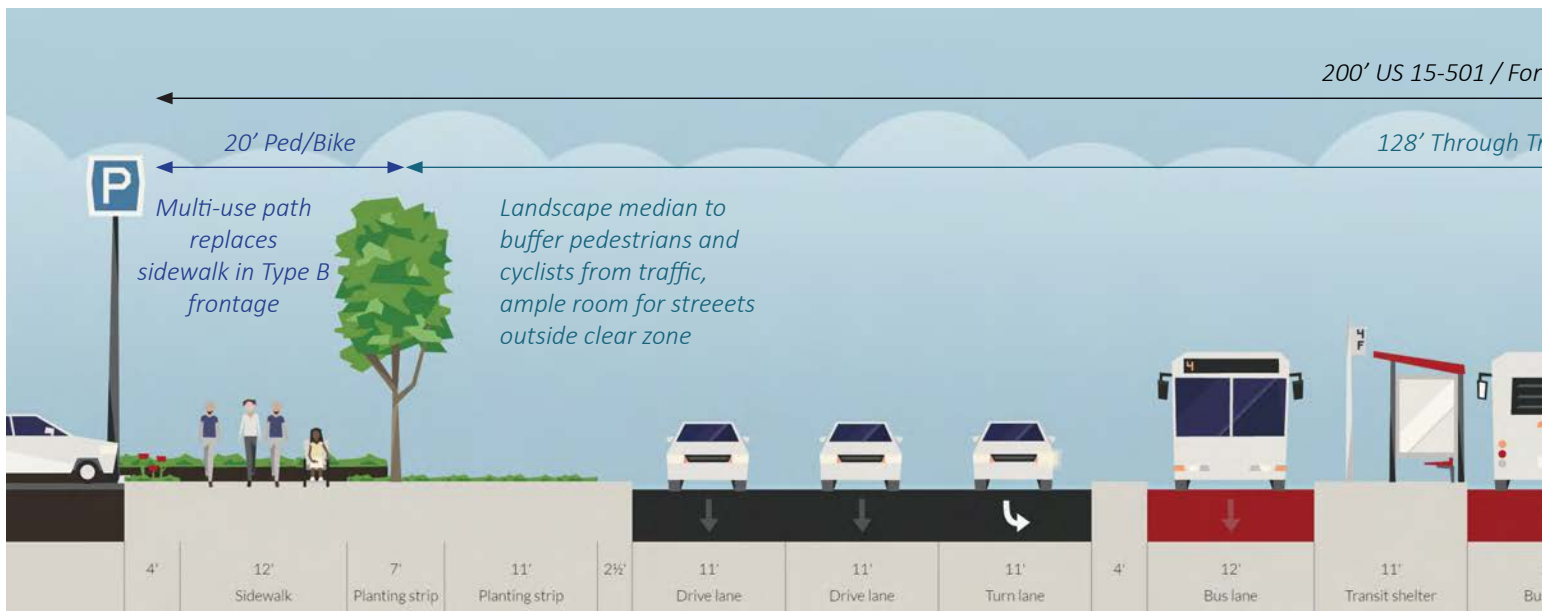 200’ US 15-501 / For
20’ Ped/Bike
128’ Through Tr
P
Multi-use path
replaces
sidewalk in Type B
frontage
Landscape median to
buffer pedestrians and
cyclists from traffic,
ample room for streeets
outside clear zone
4
F
4
4'
12'
Sidewalk
7'
Planting strip
11'
Planting strip
2½'
11'
Drive lane
11'
Drive lane
11'
Turn lane
4'
12'
Bus lane
11'
Transit shelter
Bu